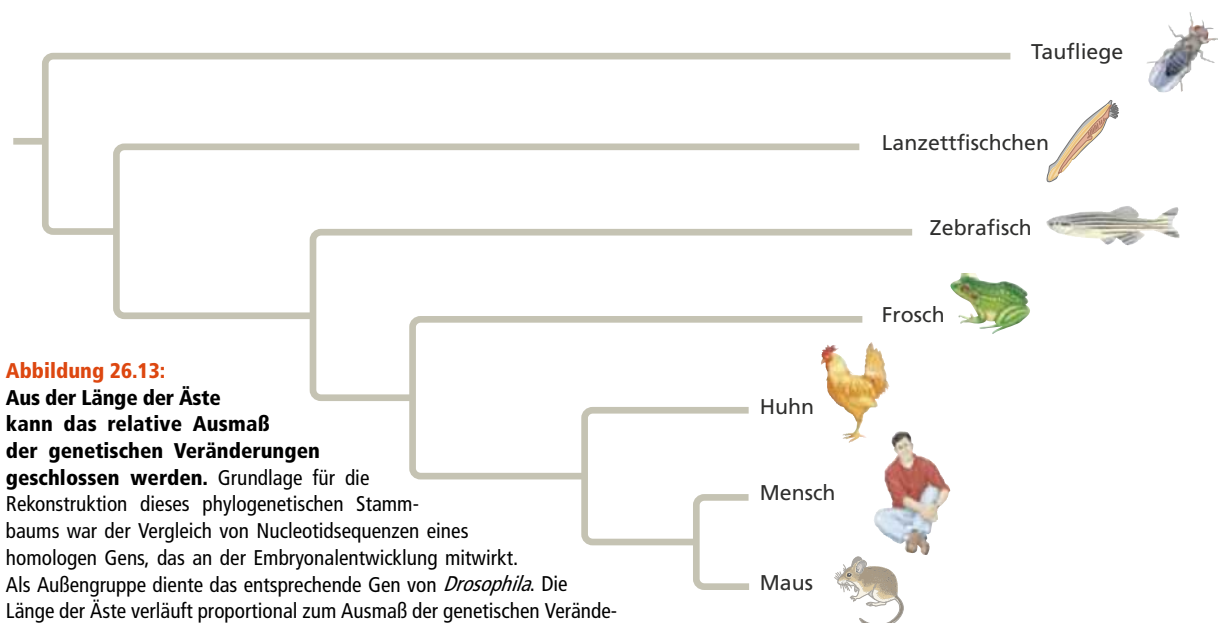 Taufliege
Lanzettfischchen
Zebrafisch
Frosch
Huhn
Mensch
Maus
Abbildung 26.13:
Aus der Länge der Äste
kann das relative Ausmaß
der genetischen Veränderungen
geschlossen werden. Grundlage für die
Rekonstruktion dieses phylogenetischen Stamm-
baums war der Vergleich von Nucleotidsequenzen eines
homologen Gens, das an der Embryonalentwicklung mitwirkt.
Als Außengruppe diente das entsprechende Gen von Drosophila. Die
Länge der Äste verläuft proportional zum Ausmaß der genetischen Verände-